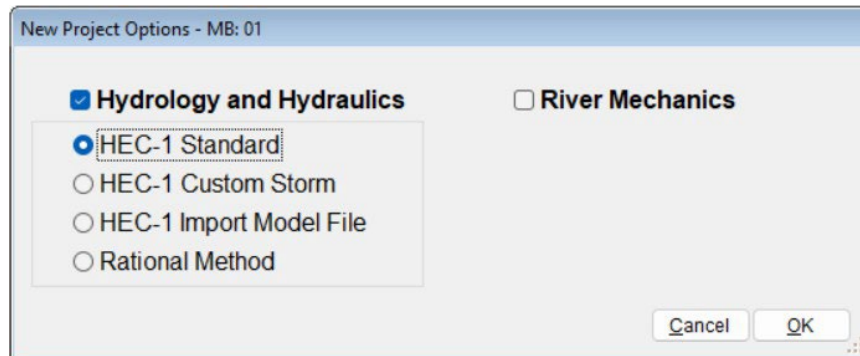 New Project Options - MB: 01
Hydrology and Hydraulics
River Mechanics
HEC-1 Standard
HEC-1 Custom Storm
HEC-1 Import Model File
Rational Method
Cancel
OK